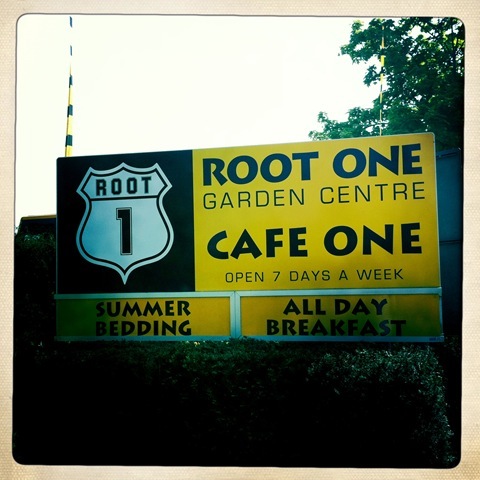 ROOT
1
ROOT ONE
GARDEN CENTRE
CAFE ONE
OPEN 7 DAYS A WEEK
SUMMER
BEDDING
ALL DAY
BREAKFAST